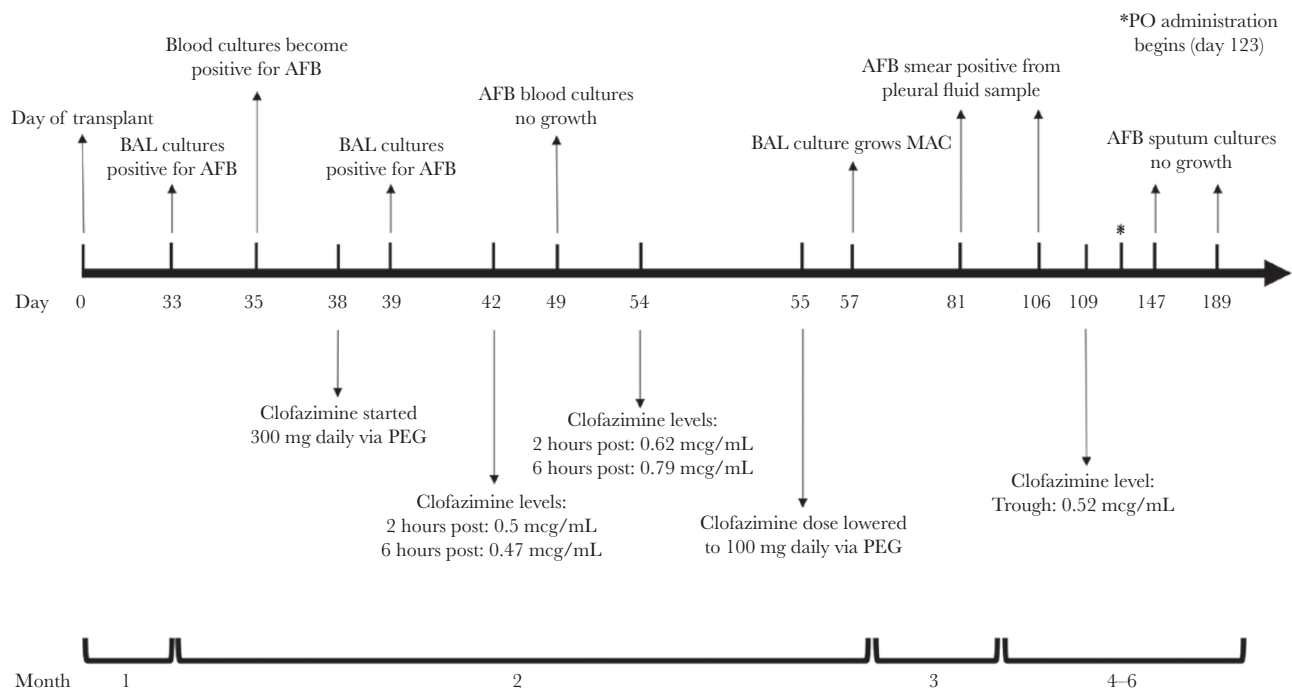 *PO administration
begins (day 123)
Blood cultures become
positive for AFB
AFB smear positive from
pleural fluid sample
AFB blood cultures
no growth
Day of transplant
BAL cultures
positive for AFB
BAL cultures
positive for AFB
BAL culture grows MAC
AFB sputum cultures
no growth
*
Day 0 33 35 38 39 42 49 54 55 57 81 106 109 147 189
Clofazimine started
300 mg daily via PEG
Clofazimine levels:
2 hours post: 0.5 mcg/mL
6 hours post: 0.47 mcg/mL
Clofazimine levels:
2 hours post: 0.62 mcg/mL
6 hours post: 0.79 mcg/mL
Clofazimine dose lowered
to 100 mg daily via PEG
Clofazimine level:
Trough: 0.52 mcg/mL
Month 1 2 3 4–6